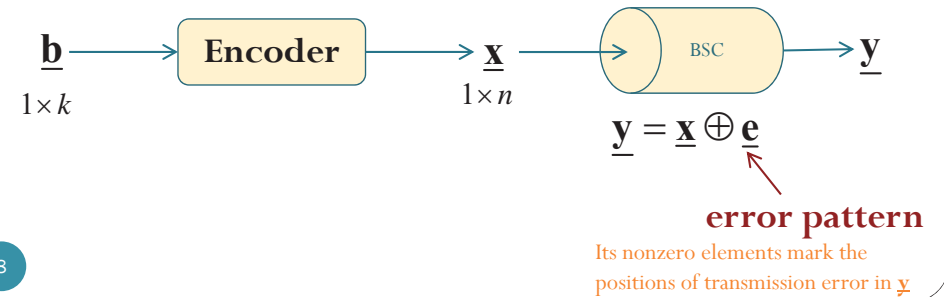 b Encoder x BSC y
1×k 1×n
y = x ⊕ e
error pattern
Its nonzero elements mark the
positions of transmission error in y
3